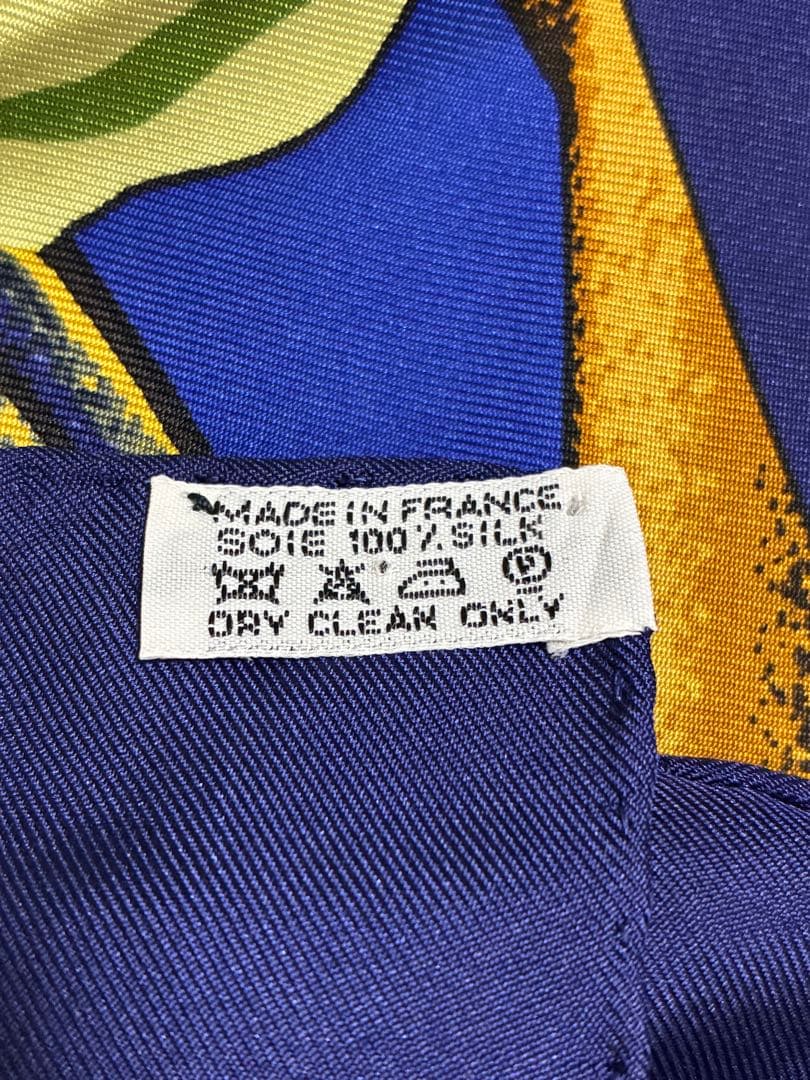 MADE IN FRANCE
SOIE 100% SILK
P
DRY CLEAN ONLY